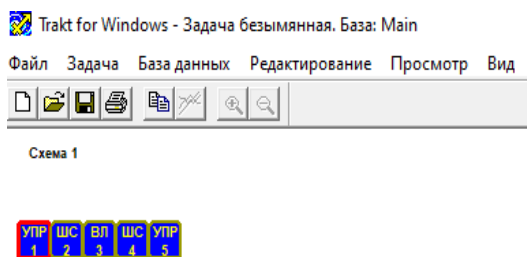 Trakt for Windows - Задача безымянная. База: Main
Файл Задача База данных Редактирование Просмотр Вид
Схема 1
УПР ШС ВЛ ШС УПР
1 2 3 4 5